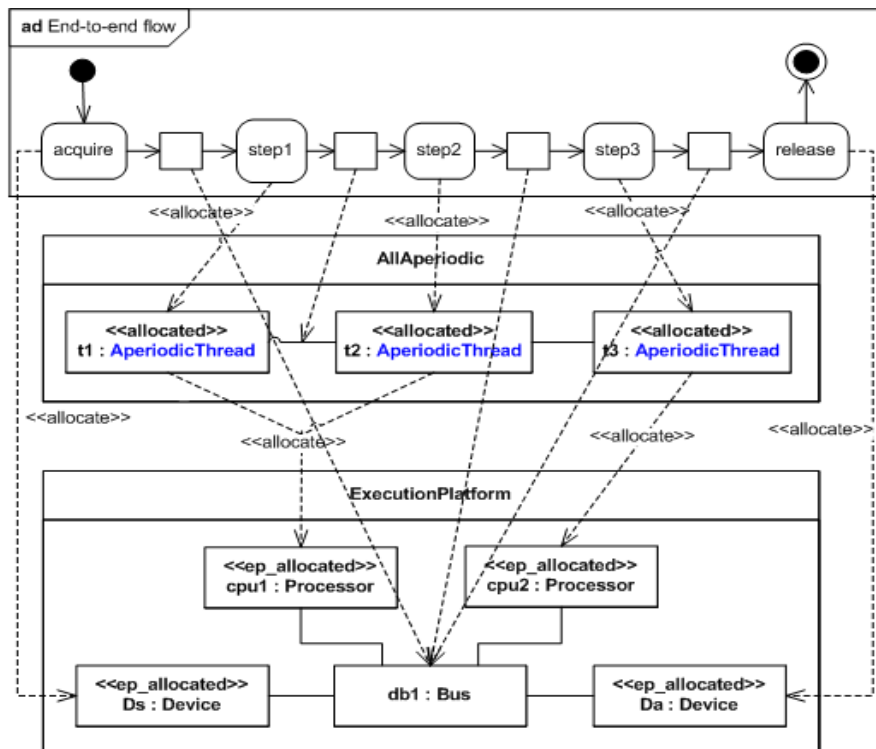 ad End-to-end flow
acquire
step1
step2
step3
release
<<allocate>>
<<allocate>>
<<allocate>>
AllAperiodic
<<allocated>>
t1 : AperiodicThread
<<allocated>>
t2 : AperiodicThread
<<allocated>>
t3 : AperiodicThread
<<allocate>>
<<allocate>>
<<allocate>>
<<allocate>>
ExecutionPlatform
<<ep_allocated>>
cpu1 : Processor
<<ep_allocated>>
cpu2 : Processor
<<ep_allocated>>
Ds : Device
db1 : Bus
<<ep_allocated>>
Da : Device